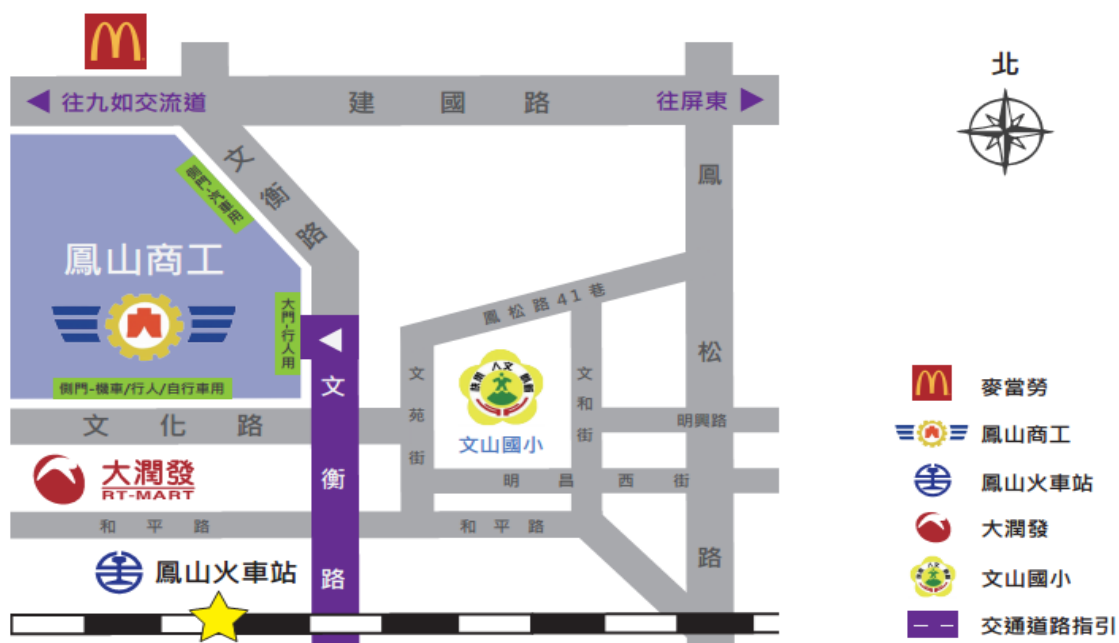 北
往九如交流道
建國路
往屏東
文衡路
側門-汽車用
鳳松路
鳳山商工
大門-行人用
側門-機車/行人/自行車用
鳳松路41巷
文衡路
文苑街
文和街
文山國小
文化路
明興路
大潤發
RT-MART
明昌西街
和平路
和平路
鳳山火車站
麥當勞
鳳山商工
鳳山火車站
大潤發
文山國小
交通道路指引